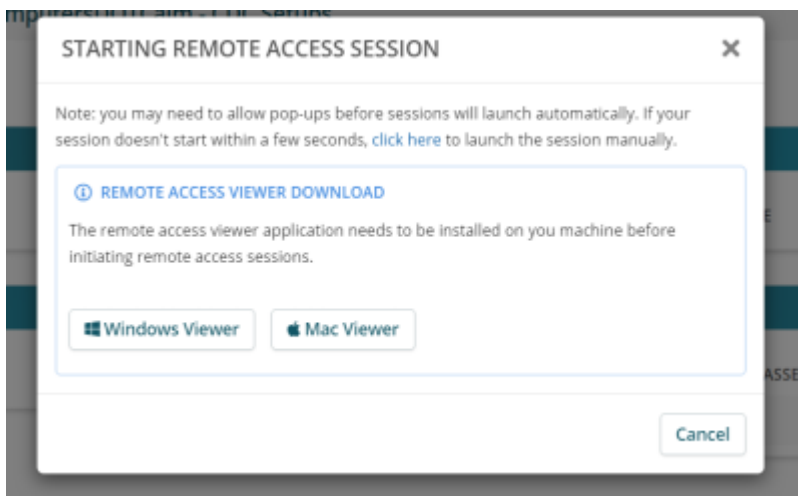 STARTING REMOTE ACCESS SESSION
Note: you may need to allow pop-ups before sessions will launch automatically. If your
session doesn't start within a few seconds, click here to launch the session manually.
REMOTE ACCESS VIEWER DOWNLOAD
The remote access viewer application needs to be installed on you machine before
initiating remote access sessions.
Windows Viewer
Mac Viewer
Cancel